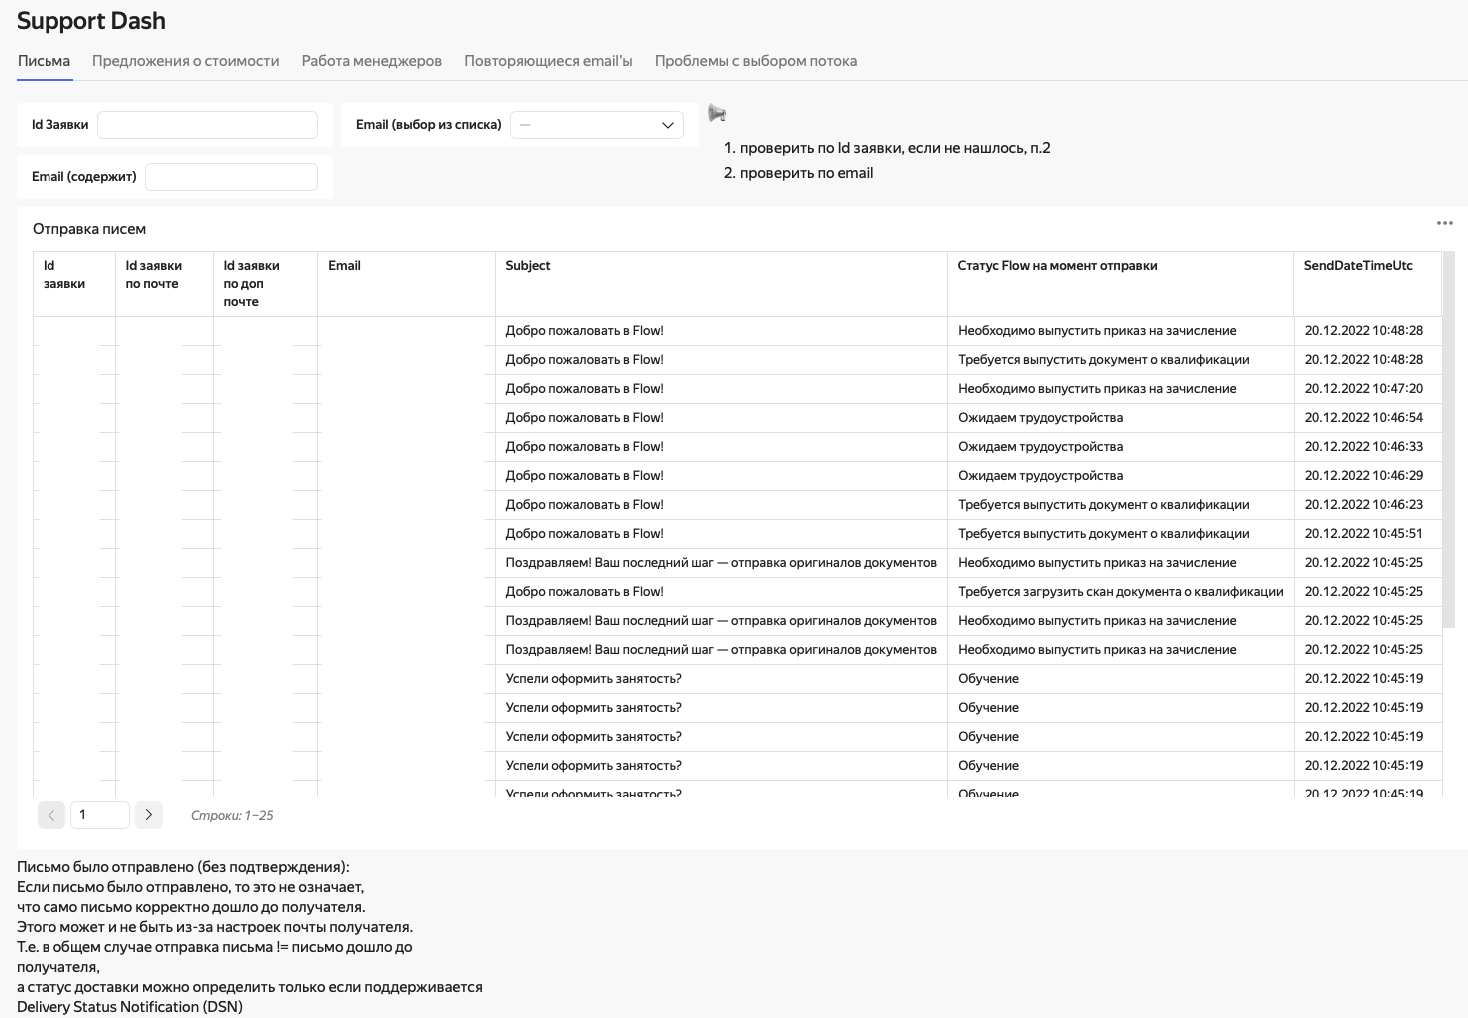 Support Dash
Письма Предложения о стоимости Работа менеджеров Повторяющиеся email'ы Проблемы с выбором потока
Id Заявки Email (выбор из списка) —
1. проверить по Id заявки, если не нашлось, п.2
2. проверить по email
Email (содержит)
Отправка писем
Id заявки Id заявки по почте Id заявки по доп почте Email Subject Статус Flow на момент отправки SendDateTimeUtc
Добро пожаловать в Flow! Необходимо выпустить приказ на зачисление 20.12.2022 10:48:28
Добро пожаловать в Flow! Требуется выпустить документ о квалификации 20.12.2022 10:48:28
Добро пожаловать в Flow! Необходимо выпустить приказ на зачисление 20.12.2022 10:47:20
Добро пожаловать в Flow! Ожидаем трудоустройства 20.12.2022 10:46:54
Добро пожаловать в Flow! Ожидаем трудоустройства 20.12.2022 10:46:33
Добро пожаловать в Flow! Ожидаем трудоустройства 20.12.2022 10:46:29
Добро пожаловать в Flow! Требуется выпустить документ о квалификации 20.12.2022 10:46:23
Добро пожаловать в Flow! Требуется выпустить документ о квалификации 20.12.2022 10:45:51
Поздравляем! Ваш последний шаг — отправка оригиналов документов Необходимо выпустить приказ на зачисление 20.12.2022 10:45:25
Добро пожаловать в Flow! Требуется загрузить скан документа о квалификации 20.12.2022 10:45:25
Поздравляем! Ваш последний шаг — отправка оригиналов документов Необходимо выпустить приказ на зачисление 20.12.2022 10:45:25
Поздравляем! Ваш последний шаг — отправка оригиналов документов Необходимо выпустить приказ на зачисление 20.12.2022 10:45:25
Успели оформить занятость? Обучение 20.12.2022 10:45:19
Успели оформить занятость? Обучение 20.12.2022 10:45:19
Успели оформить занятость? Обучение 20.12.2022 10:45:19
Успели оформить занятость? Обучение 20.12.2022 10:45:19
Успели оформить занятость? Обучение 20.12.2022 10:45:19
1 Строки: 1–25
Письмо было отправлено (без подтверждения):
Если письмо было отправлено, то это не означает,
что само письмо корректно дошло до получателя.
Этого может и не быть из-за настроек почты получателя.
Т.е. в общем случае отправка письма != письмо дошло до
получателя,
а статус доставки можно определить только если поддерживается
Delivery Status Notification (DSN)